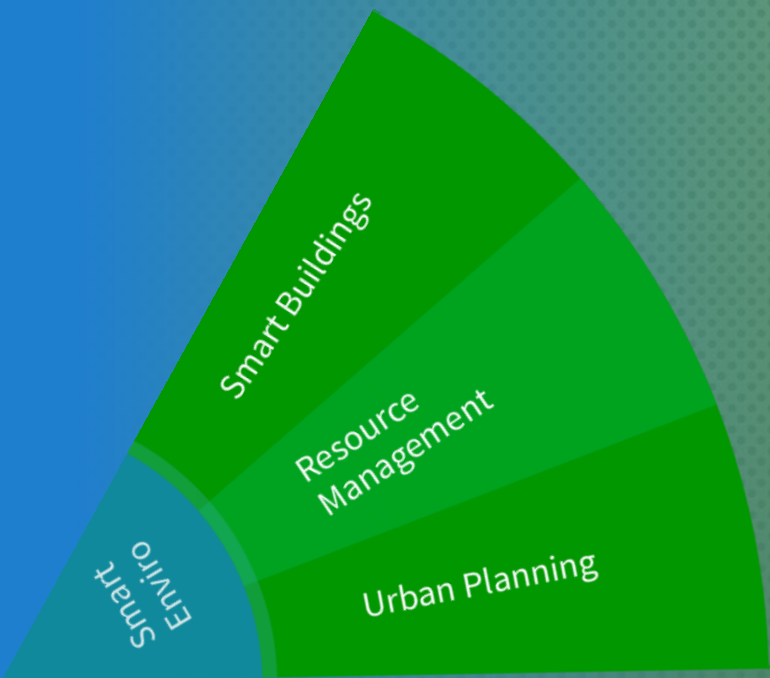 Smart Buildings
Resource
Management
Urban Planning
Smart
Enviro